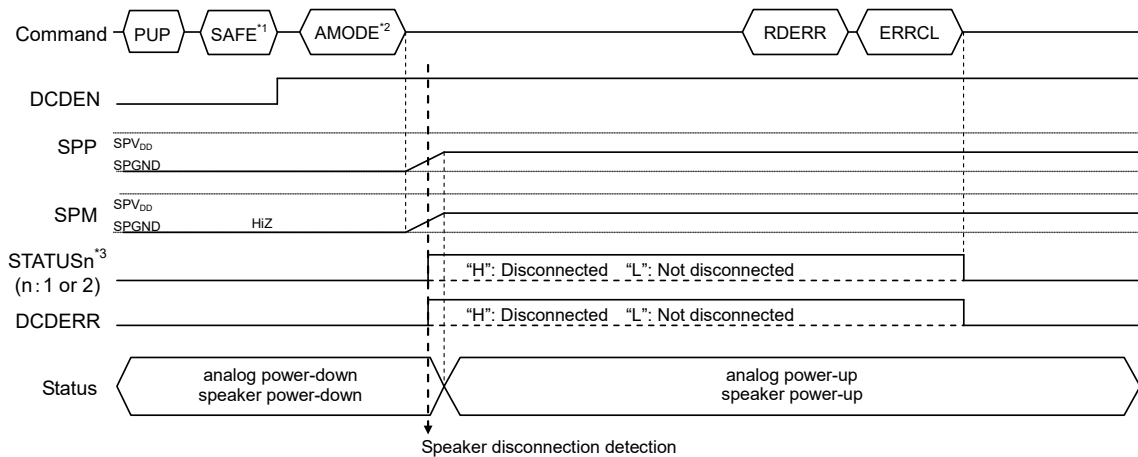 Command PUP SAFE*1 AMODE*2 RDERR ERRCL
DCDEN
SPP
SPVDD
SPGND
SPM
SPVDD
SPGND HiZ
STATUSn*3
(n:1 or 2)
“H”: Disconnected “L”: Not disconnected
DCDERR
“H”: Disconnected “L”: Not disconnected
Status
analog power-down
speaker power-down
analog power-up
speaker power-up
Speaker disconnection detection